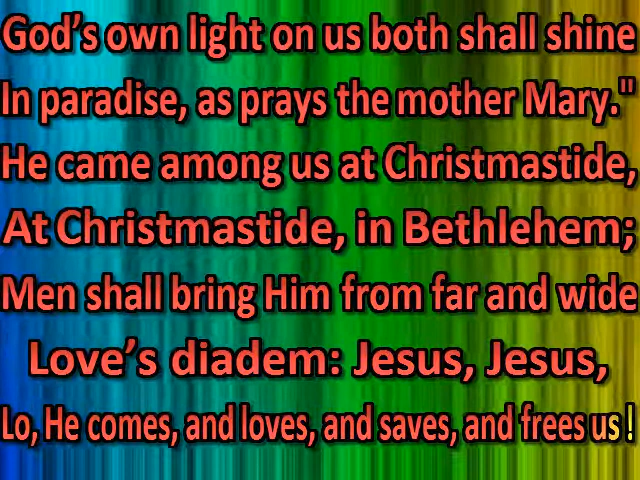 God’s own light on us both shall shine
In paradise, as prays the mother Mary."
He came among us at Christmastide,
At Christmastide, in Bethlehem;
Men shall bring Him from far and wide
Love’s diadem: Jesus, Jesus,
Lo, He comes, and loves, and saves, and frees us !